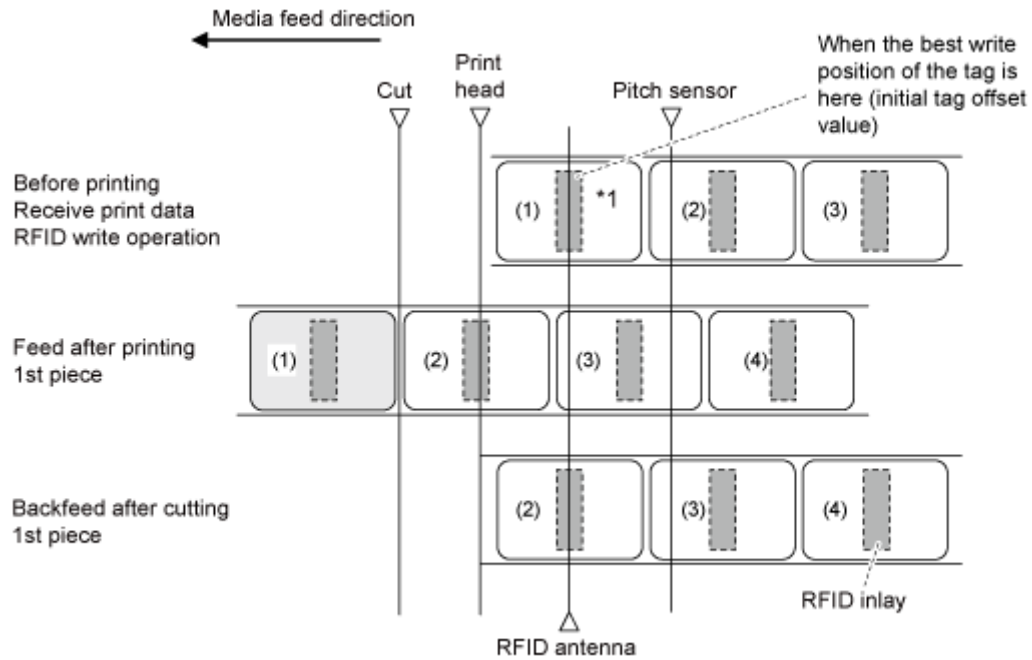 Media feed direction
When the best write
position of the tag is
here (initial tag offset
value)
Cut
Print
head
Pitch sensor
Before printing
Receive print data
RFID write operation
(1)
*1
(2)
(3)
Feed after printing
1st piece
(1)
(2)
(3)
(4)
Backfeed after cutting
1st piece
(2)
(3)
(4)
RFID inlay
RFID antenna